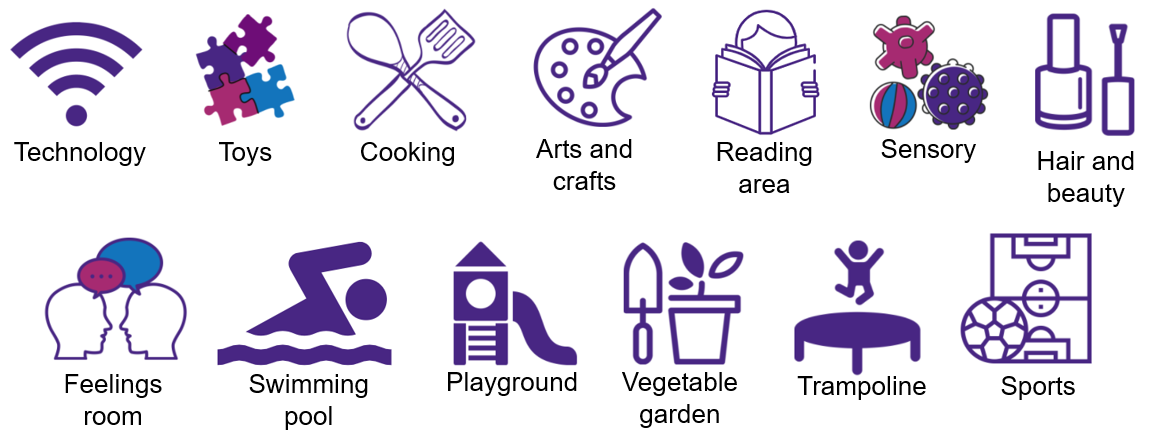 Technology
Toys
Cooking
Arts and
crafts
Reading
area
Sensory
Hair and
beauty
Feelings
room
Swimming
pool
Playground
Vegetable
garden
Trampoline
Sports